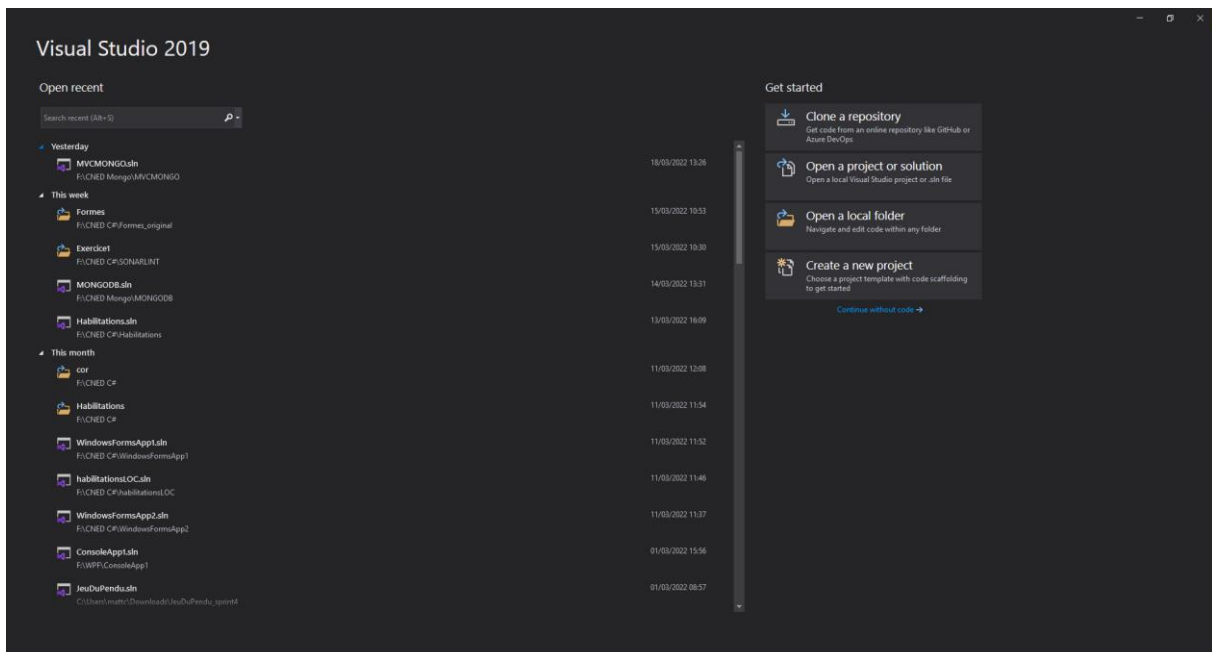 Visual Studio 2019
Open recent
Search recent (Alt+S)
Yesterday
MVCMONGO.sln
18/03/2022 13:26
F:\CNED Mongo\MVCMONGO
This week
Formes
15/03/2022 10:53
F:\CNED C#\Formes_original
Exercice1
15/03/2022 10:30
F:\CNED C#\SONARLINT
MONGODB.sln
14/03/2022 13:31
F:\CNED Mongo\MONGODB
Habilitations.sln
13/03/2022 16:09
F:\CNED C#\Habilitations
This month
cor
11/03/2022 12:08
F:\CNED C#
Habilitations
11/03/2022 11:54
F:\CNED C#
WindowsFormsApp1.sln
11/03/2022 11:52
F:\CNED C#\WindowsFormsApp1
habilitationsLOC.sln
11/03/2022 11:46
F:\CNED C#\habilitationsLOC
WindowsFormsApp2.sln
11/03/2022 11:37
F:\CNED C#\WindowsFormsApp2
ConsoleApp1.sln
01/03/2022 15:56
F:\WPF\ConsoleApp1
JeuDuPendu.sln
01/03/2022 08:57
C:\Users\mattc\Downloads\JeuDuPendu_sprint4
Get started
Clone a repository
Get code from an online repository like GitHub or
Azure DevOps
Open a project or solution
Open a local Visual Studio project or .sln file
Open a local folder
Navigate and edit code within any folder
Create a new project
Choose a project template with code scaffolding
to get started
Continue without code →